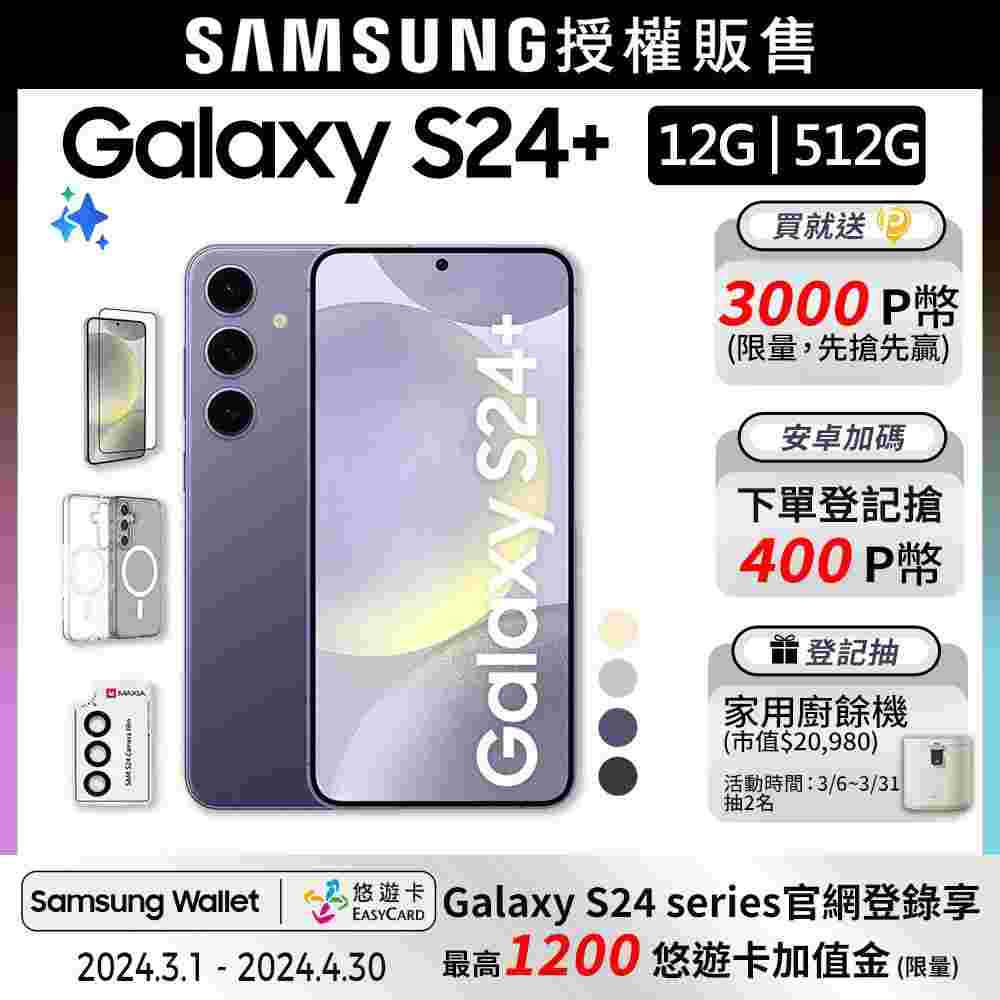 SAMSUNG授權販售
Galaxy S24+
12G | 512G
買就送 P
3000 P幣
(限量，先搶先贏)
安卓加碼
下單登記搶
400 P幣
登記抽
家用廚餘機
(市值$20,980)
活動時間：3/6~3/31
抽2名
Galaxy S24+
MAXIA
SAM S24 Camera Film
Samsung Wallet
悠遊卡
EASYCARD
2024.3.1 - 2024.4.30
Galaxy S24 series官網登錄享
最高1200 悠遊卡加值金 (限量)